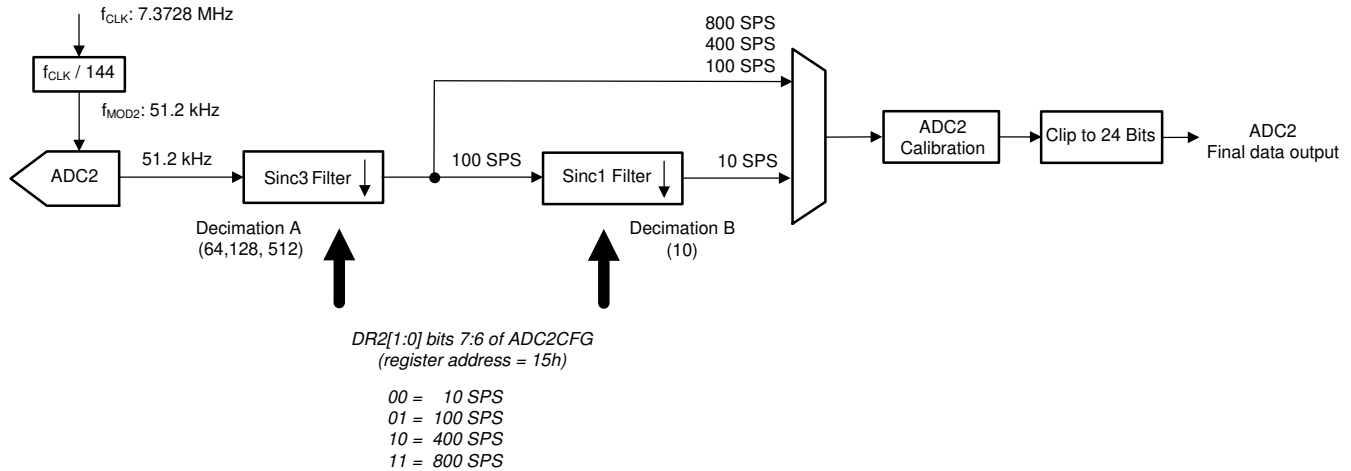 fCLK: 7.3728 MHz
fCLK / 144
fMOD2: 51.2 kHz
ADC2
51.2 kHz
Sinc3 Filter
Decimation A
(64,128, 512)
100 SPS
Sinc1 Filter
Decimation B
(10)
10 SPS
800 SPS
400 SPS
100 SPS
ADC2
Calibration
Clip to 24 Bits
ADC2
Final data output
DR2[1:0] bits 7:6 of ADC2CFG
(register address = 15h)
00 = 10 SPS
01 = 100 SPS
10 = 400 SPS
11 = 800 SPS